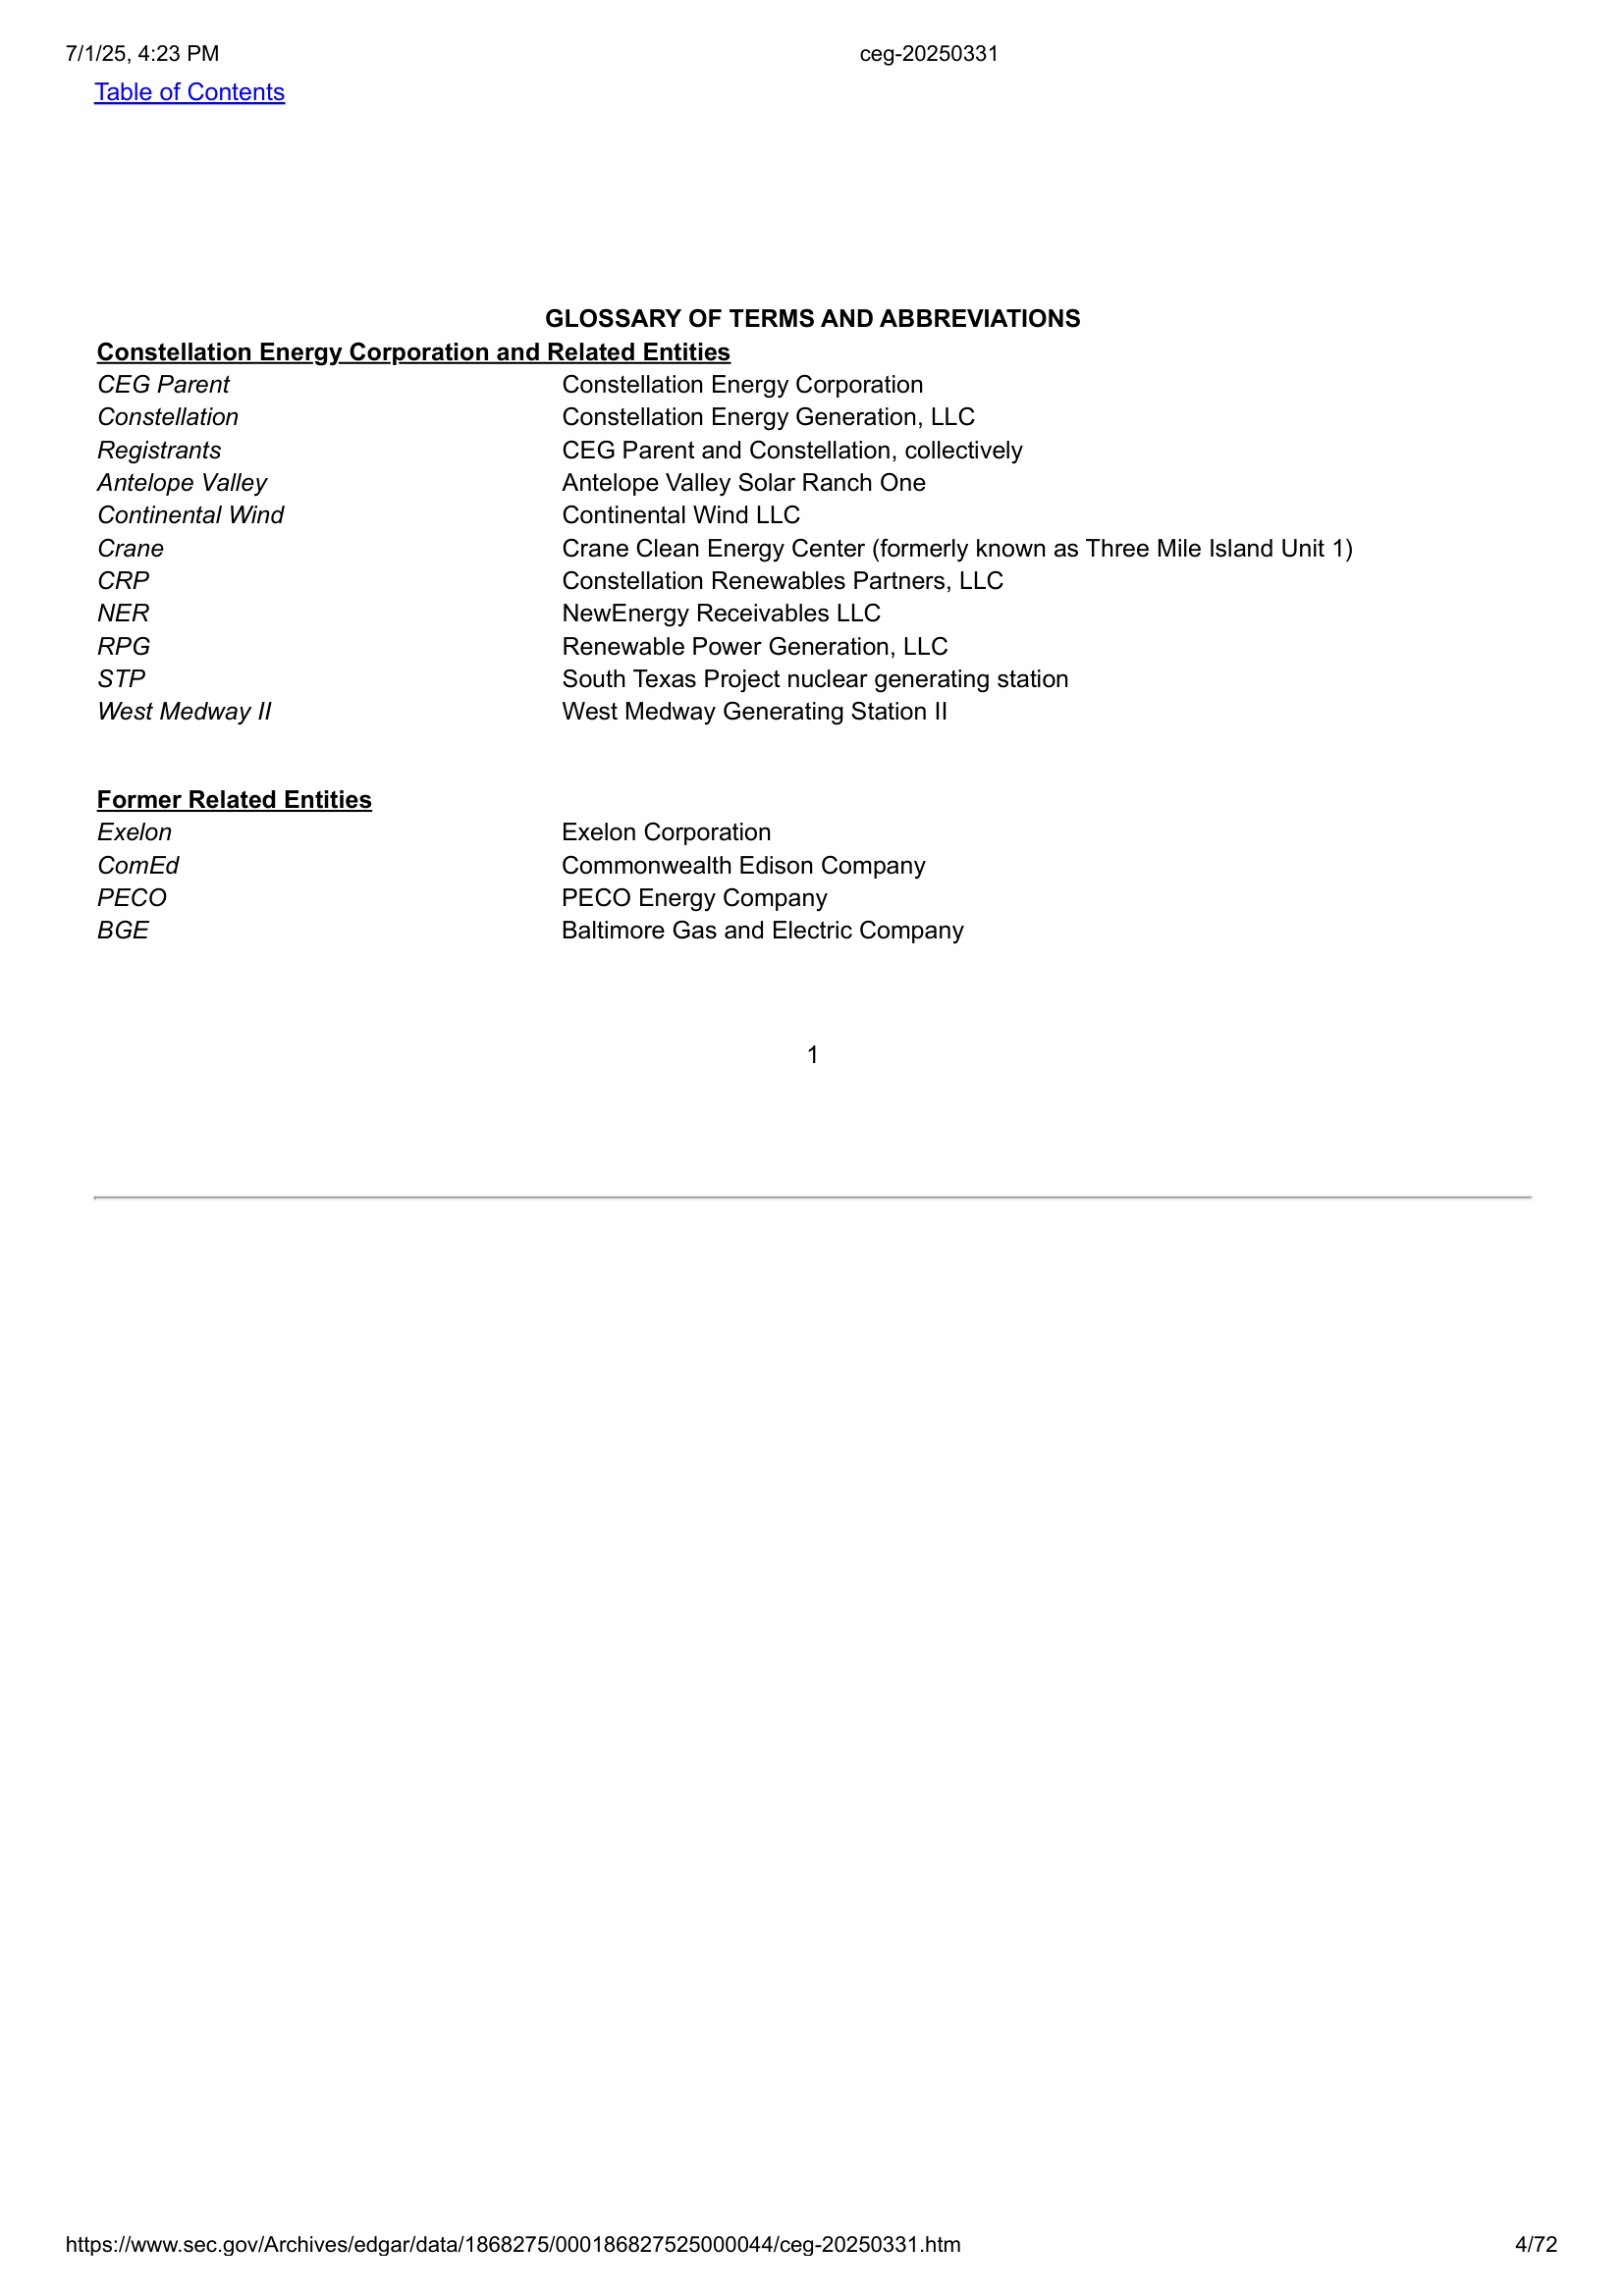 7/1/25, 4:23 PM ceg-20250331
Table of Contents
GLOSSARY OF TERMS AND ABBREVIATIONS
Constellation Energy Corporation and Related Entities
CEG Parent Constellation Energy Corporation
Constellation Constellation Energy Generation, LLC
Registrants CEG Parent and Constellation, collectively
Antelope Valley Antelope Valley Solar Ranch One
Continental Wind Continental Wind LLC
Crane Crane Clean Energy Center (formerly known as Three Mile Island Unit 1)
CRP Constellation Renewables Partners, LLC
NER NewEnergy Receivables LLC
RPG Renewable Power Generation, LLC
STP South Texas Project nuclear generating station
West Medway II West Medway Generating Station II
Former Related Entities
Exelon Exelon Corporation
ComEd Commonwealth Edison Company
PECO PECO Energy Company
BGE Baltimore Gas and Electric Company
1
https://www.sec.gov/Archives/edgar/data/1868275/000186827525000044/ceg-20250331.htm 4/72